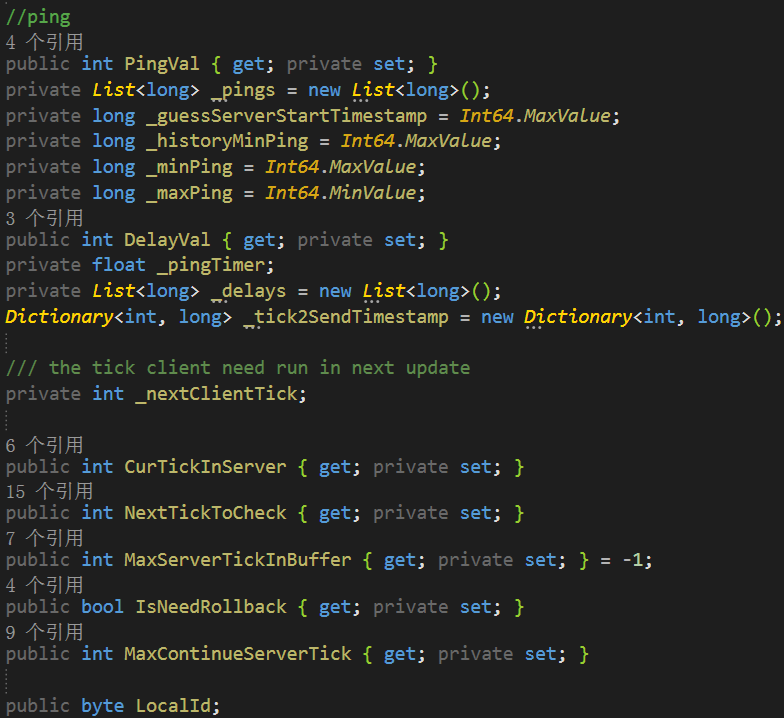 //ping
4 个引用
public int PingVal { get; private set; }
private List<long> _pings = new List<long>();
private long _guessServerStartTimestamp = Int64.MaxValue;
private long _historyMinPing = Int64.MaxValue;
private long _minPing = Int64.MaxValue;
private long _maxPing = Int64.MinValue;
3 个引用
public int DelayVal { get; private set; }
private float _pingTimer;
private List<long> _delays = new List<long>();
Dictionary<int, long> _tick2SendTimestamp = new Dictionary<int, long>();
/// the tick client need run in next update
private int _nextClientTick;
6 个引用
public int CurTickInServer { get; private set; }
15 个引用
public int NextTickToCheck { get; private set; }
7 个引用
public int MaxServerTickInBuffer { get; private set; } = -1;
4 个引用
public bool IsNeedRollback { get; private set; }
9 个引用
public int MaxContinueServerTick { get; private set; }
public byte LocalId;